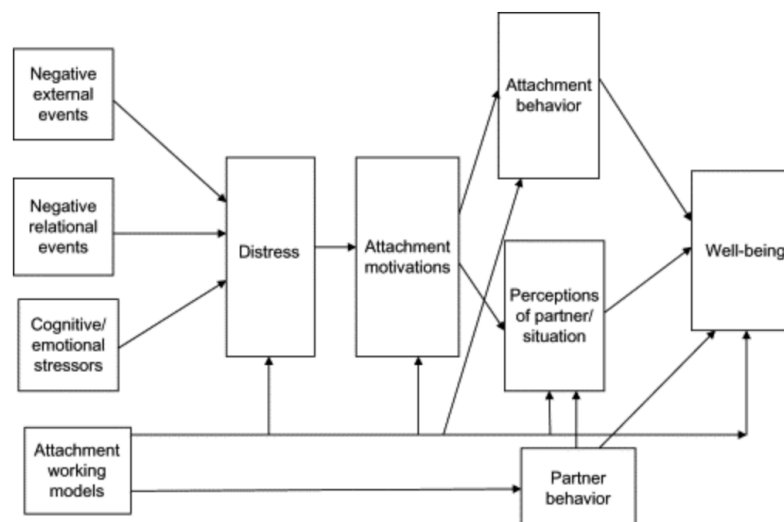 Negative
external
events
Negative
relational
events
Cognitive/
emotional
stressors
Attachment
working
models
Distress
Attachment
motivations
Attachment
behavior
Perceptions
of partner/
situation
Partner
behavior
Well-being